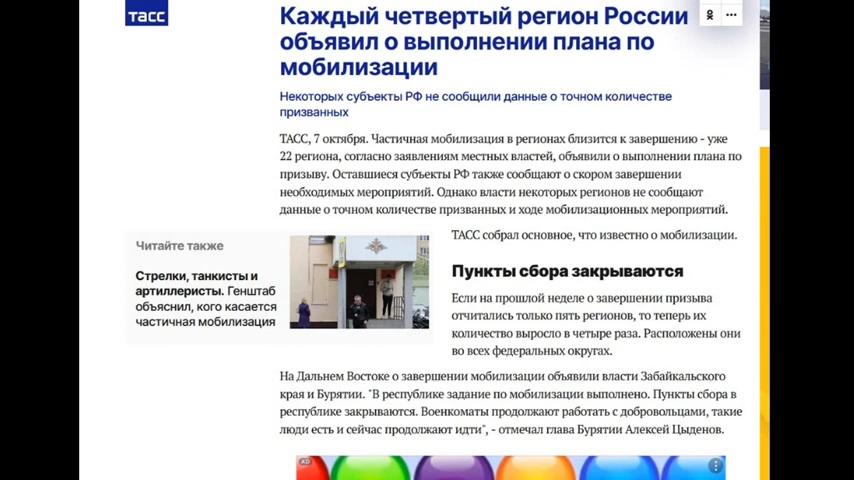 ТАСС
Каждый четвертый регион России
объявил о выполнении плана по
мобилизации
Некоторых субъекты РФ не сообщили данные о точном количестве
призванных
ТАСС, 7 октября. Частичная мобилизация в регионах близится к завершению - уже
22 региона, согласно заявлениям местных властей, объявили о выполнении плана по
призыву. Оставшиеся субъекты РФ также сообщают о скором завершении
необходимых мероприятий. Однако власти некоторых регионов не сообщают
данные о точном количестве призванных и ходе мобилизационных мероприятий.
Читайте также
Стрелки, танкисты и
артиллеристы. Генштаб
объяснил, кого касается
частичная мобилизация
ТАСС собрал основное, что известно о мобилизации.
Пункты сбора закрываются
Если на прошлой неделе о завершении призыва
отчитались только пять регионов, то теперь их
количество выросло в четыре раза. Расположены они
во всех федеральных округах.
На Дальнем Востоке о завершении мобилизации объявили власти Забайкальского
края и Бурятии. "В республике задание по мобилизации выполнено. Пункты сбора в
республике закрываются. Военкоматы продолжают работать с добровольцами, такие
люди есть и сейчас продолжают идти", - отмечал глава Бурятии Алексей Цыденов.
AD